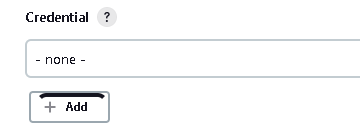 Credential ?
- none -
+ Add